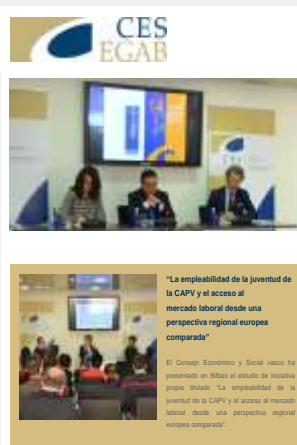 CES
EGAB
CES
"La empleabilidad de la juventud de
la CAPV y el acceso al
mercado laboral desde una
perspectiva regional europea
comparada"
El Consejo Económico y Social vasco ha
presentado en Bilbao el estudio de iniciativa
propia titulado "La empleabilidad de la
juventud de la CAPV y el acceso al mercado
laboral desde una perspectiva regional
europea comparada".